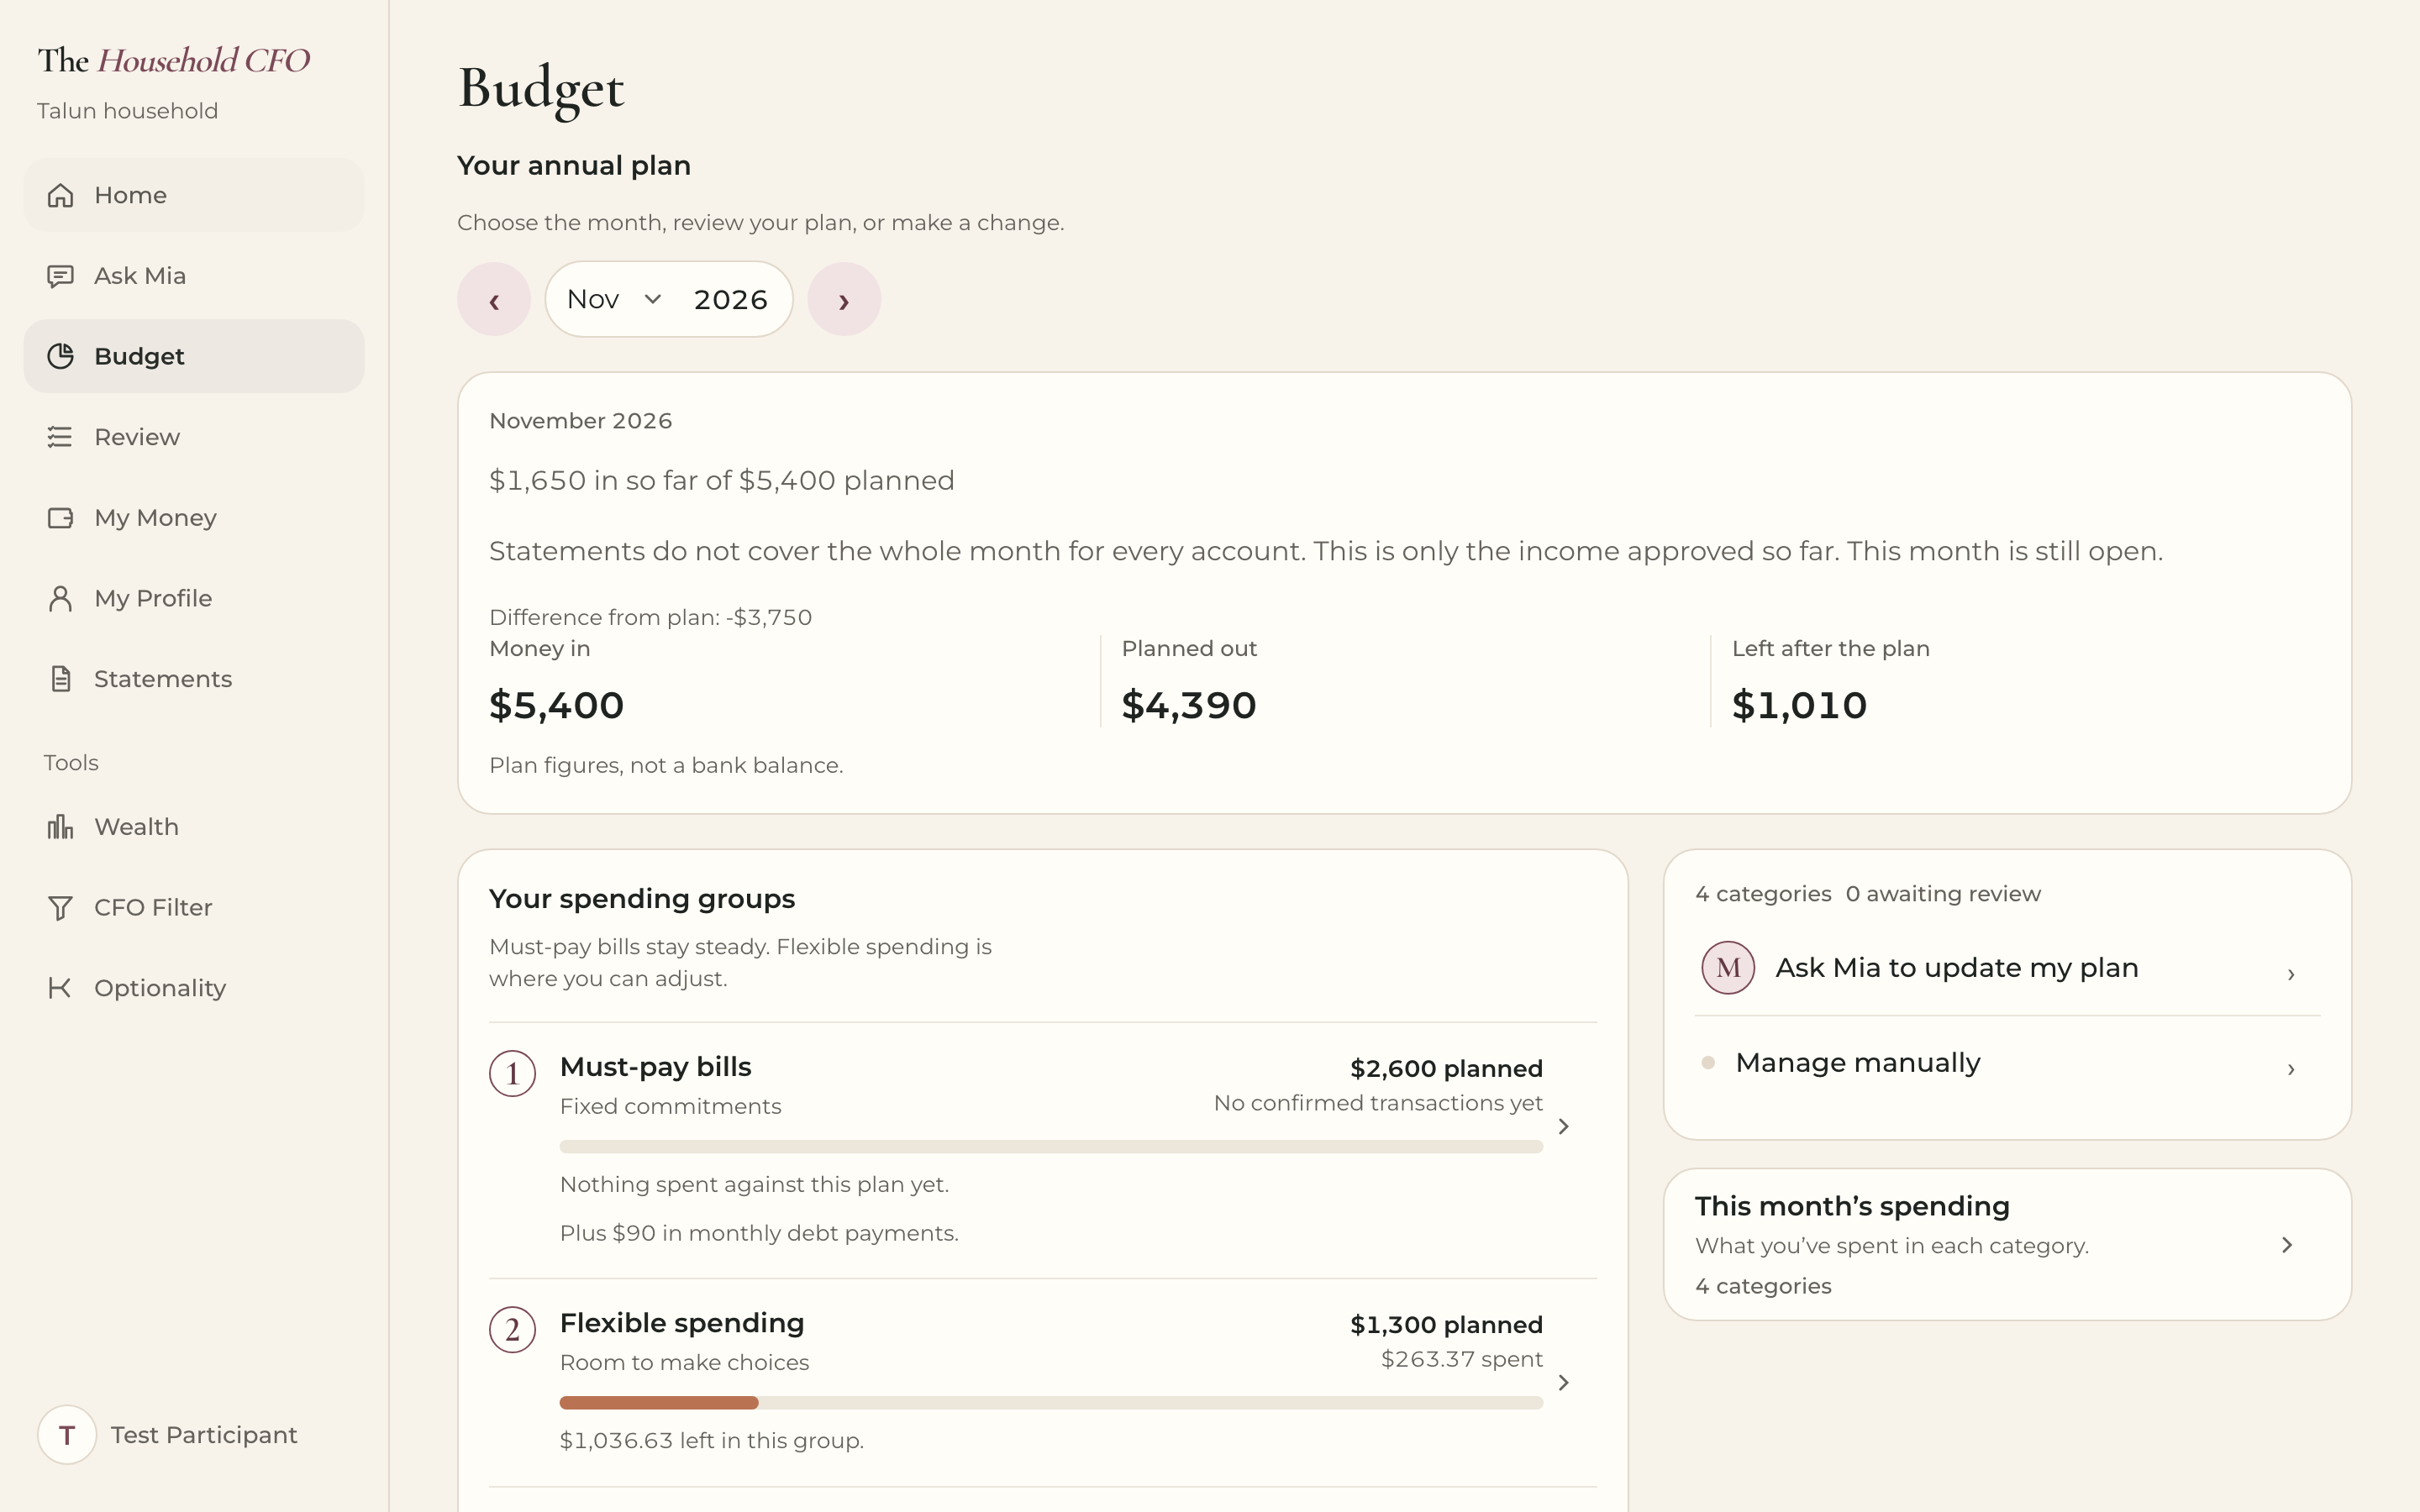 The Household CFO
Talun household
Home
Ask Mia
Budget
Review
My Money
My Profile
Statements
Tools
Wealth
CFO Filter
Optionality
T
Test Participant
Budget
Your annual plan
Choose the month, review your plan, or make a change.
‹ Nov 2026 ›
November 2026
$1,650 in so far of $5,400 planned
Statements do not cover the whole month for every account. This is only the income approved so far. This month is still open.
Difference from plan: -$3,750
Money in
$5,400
Planned out
$4,390
Left after the plan
$1,010
Plan figures, not a bank balance.
Your spending groups
Must-pay bills stay steady. Flexible spending is
where you can adjust.
1
Must-pay bills
$2,600 planned
Fixed commitments
No confirmed transactions yet
Nothing spent against this plan yet.
Plus $90 in monthly debt payments.
2
Flexible spending
$1,300 planned
Room to make choices
$263.37 spent
$1,036.63 left in this group.
4 categories 0 awaiting review
M
Ask Mia to update my plan ›
Manage manually ›
This month’s spending
What you’ve spent in each category.
4 categories